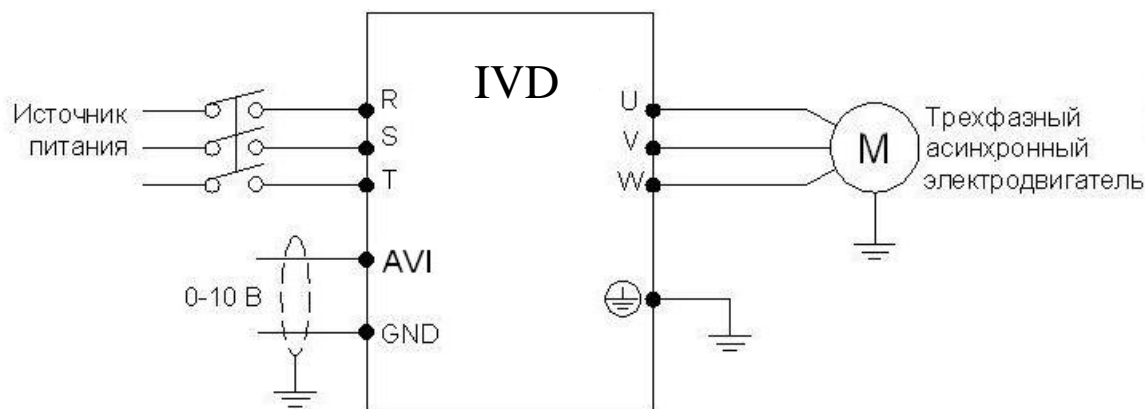 IVD
Источник
питания
R
S
T
U
V
W
M
Трехфазный
асинхронный
электродвигатель
AVI
0-10 В
GND